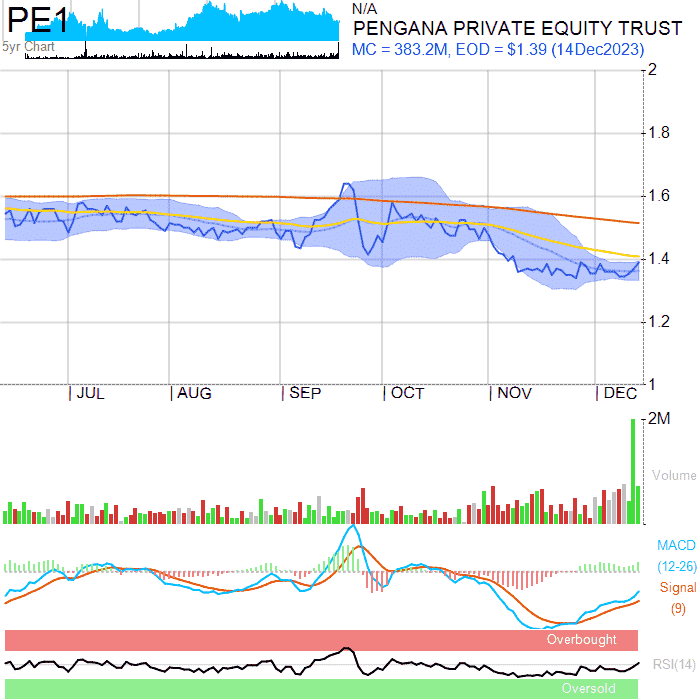 PE1
5yr Chart
N/A
PENGANA PRIVATE EQUITY TRUST
MC = 383.2M, EOD = $1.39 (14Dec2023)
2
1.8
1.6
1.4
1.2
1
JUL AUG SEP OCT NOV DEC
2M
Volume
MACD
(12-26)
Signal
(9)
Overbought
RSI(14)
Oversold